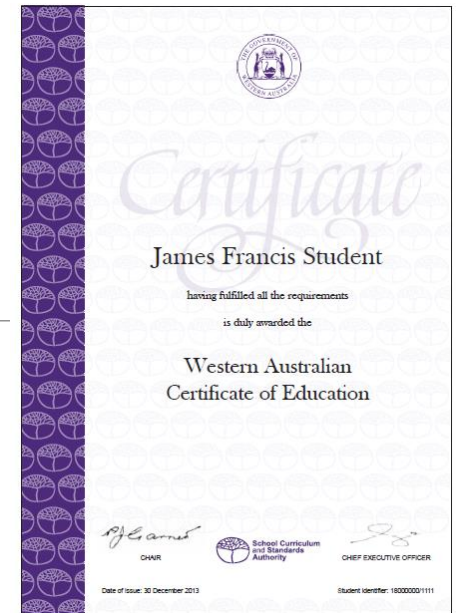 THE GOVERNMENT OF
WESTERN AUSTRALIA
Certificate
James Francis Student
having fulfilled all the requirements
is duly awarded the
Western Australian
Certificate of Education
CHAIR
School Curriculum
and Standards
Authority
CHIEF EXECUTIVE OFFICER
Date of issue: 30 December 2013
Student identifier: 18000000/1111